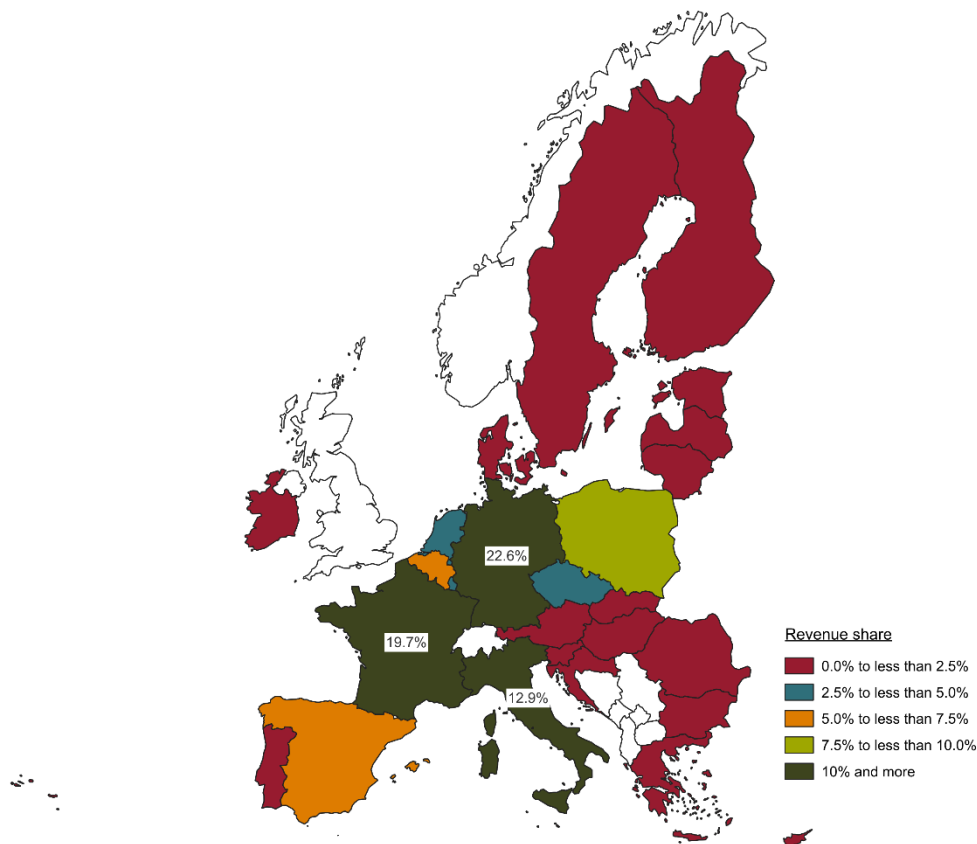 22.6%
19.7%
12.9%
Revenue share
0.0% to less than 2.5%
2.5% to less than 5.0%
5.0% to less than 7.5%
7.5% to less than 10.0%
10% and more